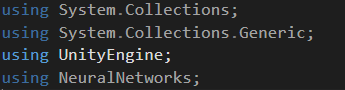 using System.Collections;
using System.Collections.Generic;
using UnityEngine;
using NeuralNetworks;